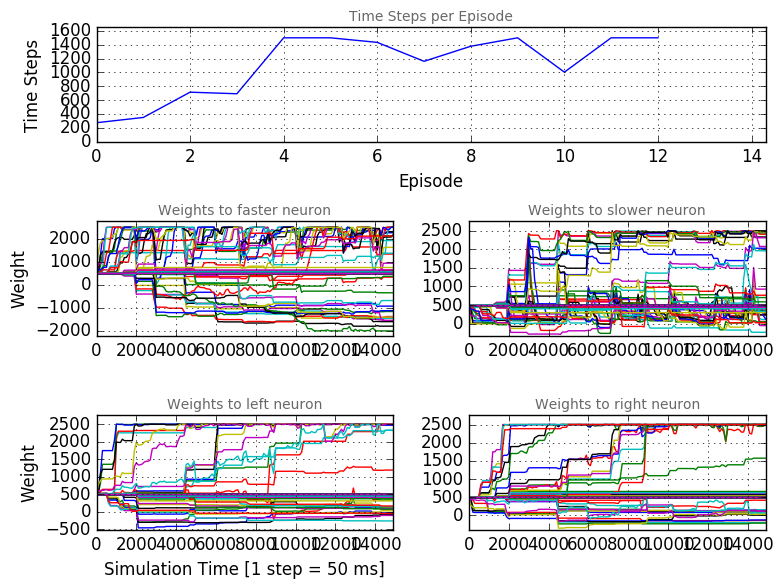 Time Steps per Episode
Time Steps
1600
1400
1200
1000
800
600
400
200
0
0 2 4 6 8 10 12 14
Episode
Weights to faster neuron
Weight
2000
1000
0
−1000
−2000
0 2000 4000 6000 8000 10000 12000 14000
Weights to slower neuron
2500
2000
1500
1000
500
0
0 2000 4000 6000 8000 10000 12000 14000
Weights to left neuron
Weight
2500
2000
1500
1000
500
0
−500
0 2000 4000 6000 8000 10000 12000 14000
Simulation Time [1 step = 50 ms]
Weights to right neuron
2500
2000
1500
1000
500
0
0 2000 4000 6000 8000 10000 12000 14000